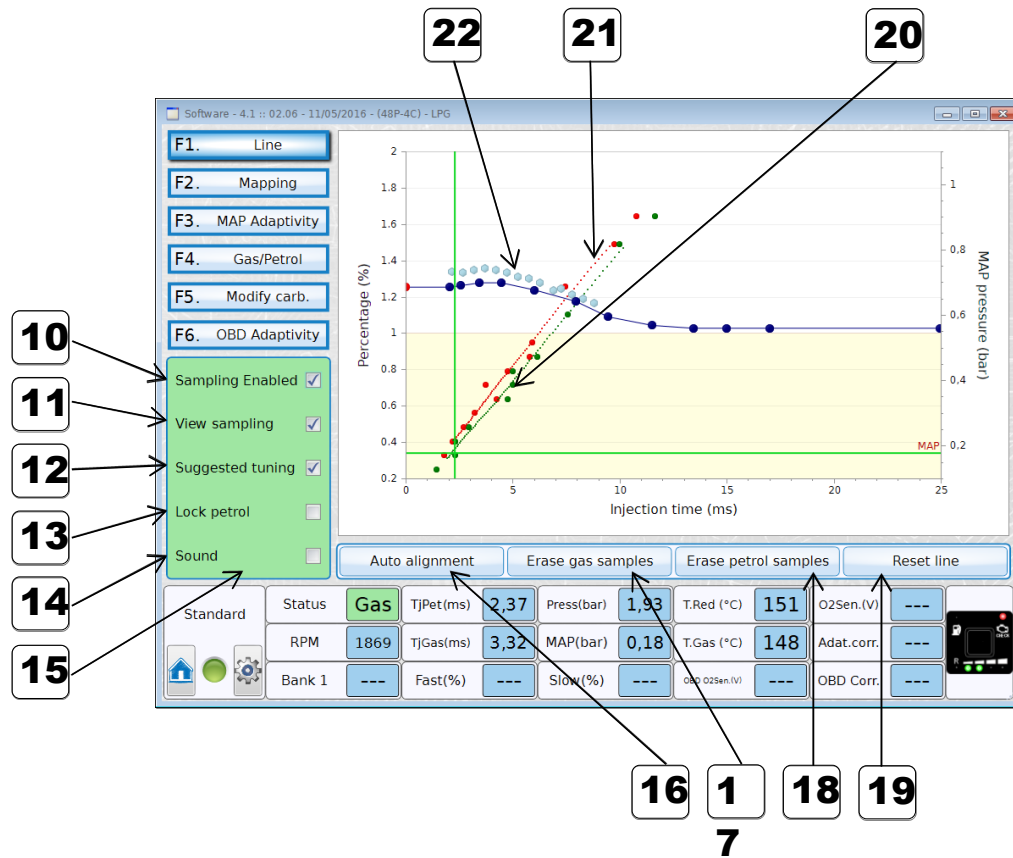 22
21
20
Software - 4.1 :: 02.06 - 11/05/2016 - (48P-4C) - LPG
F1. Line
F2. Mapping
F3. MAP Adaptivity
F4. Gas/Petrol
F5. Modify carb.
F6. OBD Adaptivity
10
11
12
13
14
15
Sampling Enabled
View sampling
Suggested tuning
Lock petrol
Sound
Percentage (%)
2
1.8
1.6
1.4
1.2
1
0.8
0.6
0.4
0.2
0
5
10
15
20
25
Injection time (ms)
MAP
1
0.8
0.6
0.4
0.2
MAP pressure (bar)
Auto alignment
Erase gas samples
Erase petrol samples
Reset line
Standard
Status Gas TjPet(ms) 2,37 Press(bar) 1,93 T.Red (°C) 151 O2Sen.(V) ---
RPM 1869 TjGas(ms) 3,32 MAP(bar) 0,18 T.Gas (°C) 148 Adat.corr. ---
Bank 1 --- Fast(%) --- Slow(%) --- OBD O2Sen.(V) --- OBD Corr. ---
CHECK
R
16
1
7
18
19